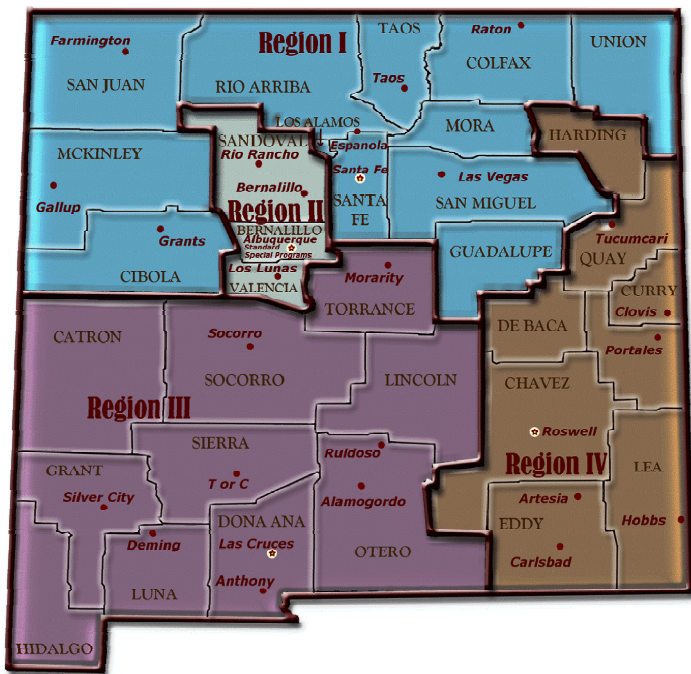 TAOS
Raton
Farmington
Region I
UNION
COLFAX
SAN JUAN
Taos
RIO ARRIBA
LOS ALAMOS
MORA
HARDING
SANDOVAL
Espanola
MCKINLEY
Rio Rancho
Santa Fe
Las Vegas
Bernalillo
SANTA
FE
SAN MIGUEL
Gallup
Region II
BERNALILLO
Grants
Albuquerque
Standard
Special Programs
Tucumcari
GUADALUPE
QUAY
Los Lunas
CIBOLA
VALENCIA
Morarity
CURRY
TORRANCE
Clovis
CATRON
Socorro
DE BACA
Portales
SOCORRO
LINCOLN
CHAVEZ
Region III
Roswell
SIERRA
Ruidoso
Region IV
LEA
GRANT
T or C
Silver City
Alamogordo
Artesia
DONA ANA
EDDY
Hobbs
Deming
Las Cruces
OTERO
Carlsbad
Anthony
LUNA
HIDALGO